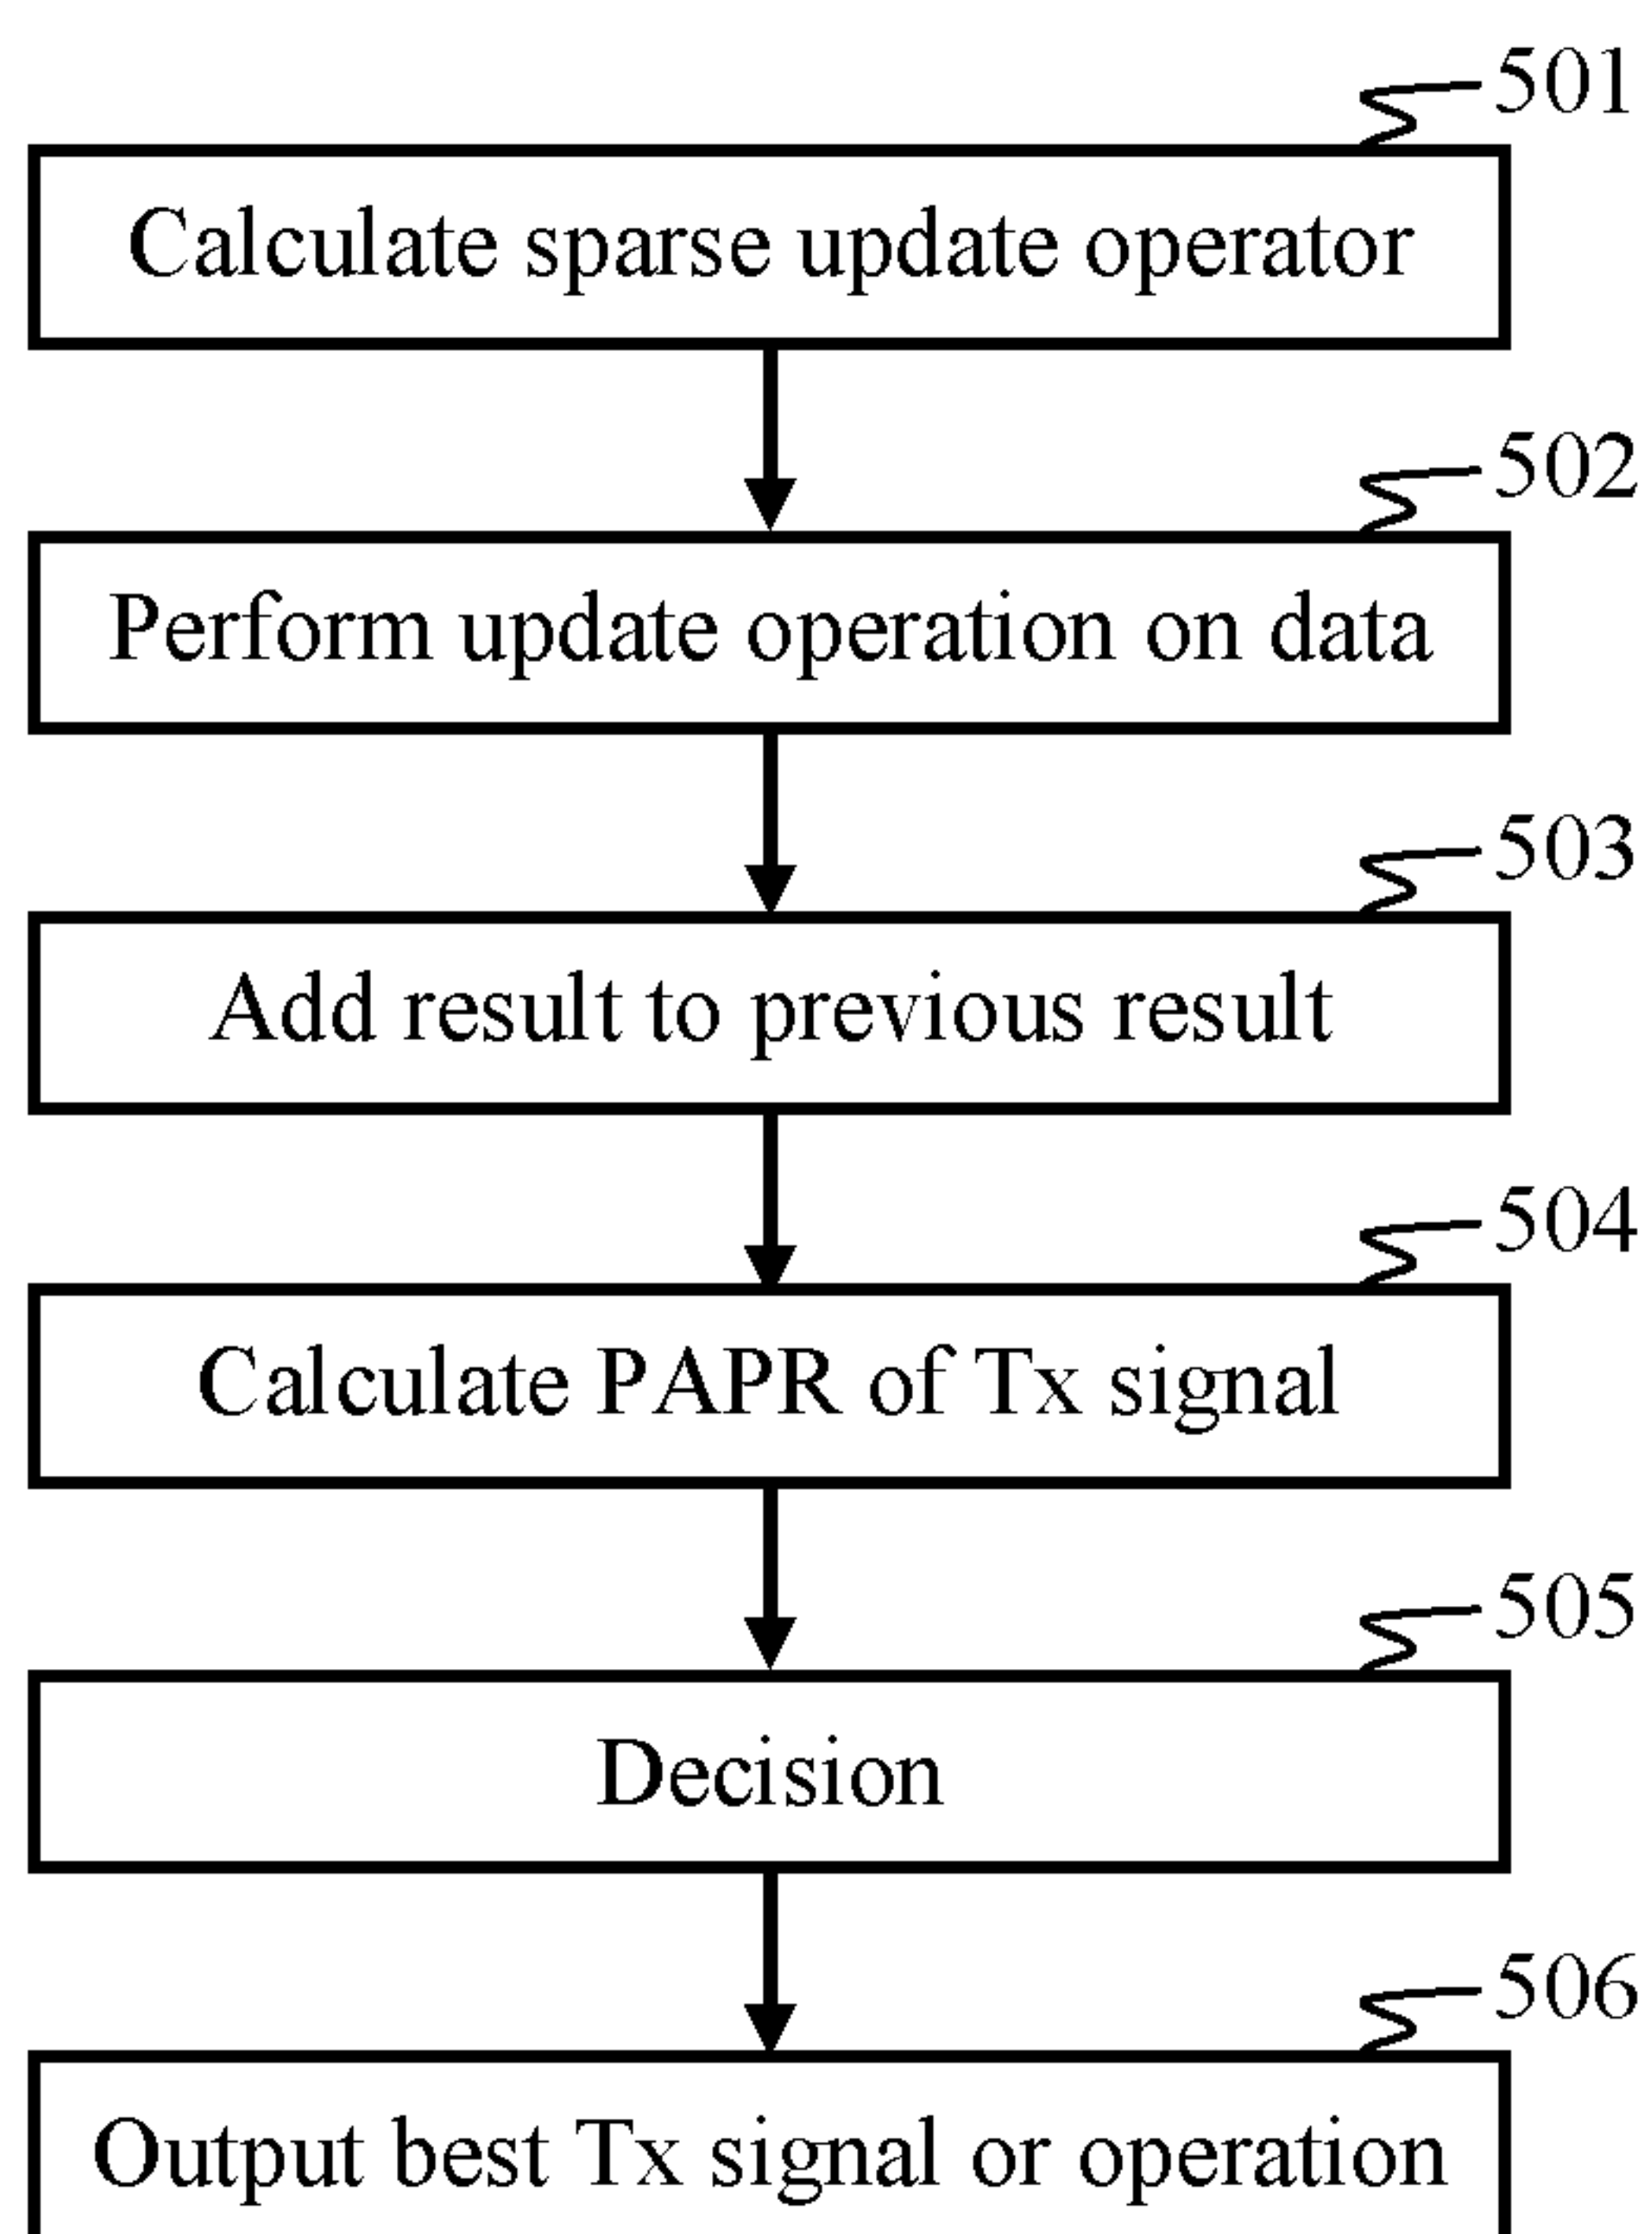 501
Calculate sparse update operator
502
Perform update operation on data
503
Add result to previous result
504
Calculate PAPR of Tx signal
505
Decision
506
Output best Tx signal or operation